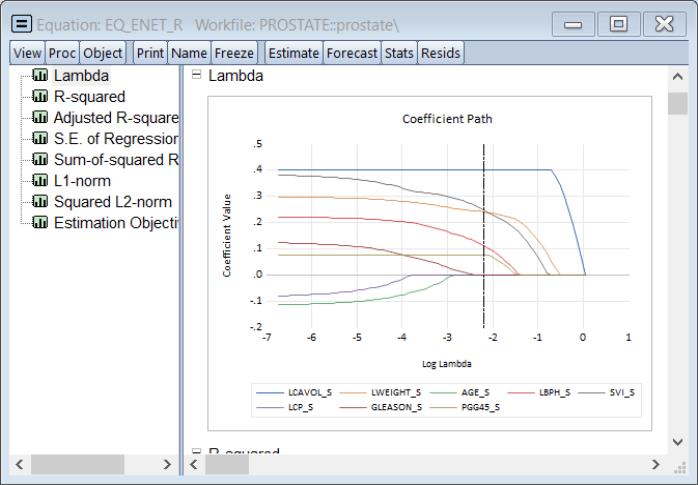 Equation: EQ_ENET_R Workfile: PROSTATE::prostate\
View Proc Object Print Name Freeze Estimate Forecast Stats Resids
Lambda
R-squared
Adjusted R-square
S.E. of Regression
Sum-of-squared R
L1-norm
Squared L2-norm
Estimation Objecti
Lambda
Coefficient Path
Coefficient Value
.5
.4
.3
.2
.1
.0
-.1
-.2
-7 -6 -5 -4 -3 -2 -1 0 1
Log Lambda
LCAVOL_S LWEIGHT_S AGE_S LBPH_S SVI_S
LCP_S GLEASON_S PGG45_S
R-squared